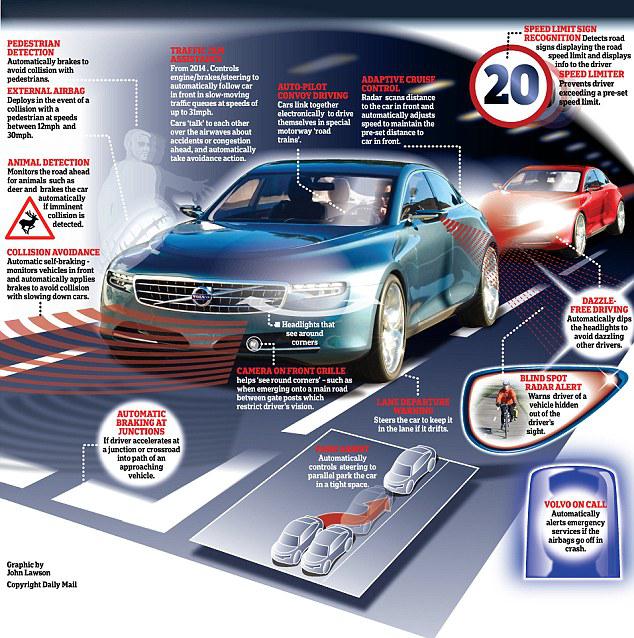 PEDESTRIAN
DETECTION
Automatically brakes to
avoid collision with
pedestrians.
EXTERNAL AIRBAG
Deploys in the event of a
collision with a
pedestrian at speeds
between 12mph and
30mph.
ANIMAL DETECTION
Monitors the road ahead
for animals such as
deer and brakes the car
automatically
if imminent
collision is
detected.
COLLISION AVOIDANCE
Automatic self-braking -
monitors vehicles in front
and automatically applies
brakes to avoid collision
with slowing down cars.
TRAFFIC JAM
ASSISTANCE
From 2014. Controls
engine/brakes/steering to
automatically follow car
in front in slow-moving
traffic queues at speeds of
up to 31mph.
Cars 'talk' to each other
over the airwaves about
accidents or congestion
ahead, and automatically
take avoidance action.
AUTO-PILOT
CONVOY DRIVING
Cars link together
electronically to drive
themselves in special
motorway 'road
trains'.
ADAPTIVE CRUISE
CONTROL
Radar scans distance
to the car in front and
automatically adjusts
speed to maintain the
pre-set distance to
car in front.
SPEED LIMIT SIGN
RECOGNITION Detects road
signs displaying the road
speed limit and displays
info to the driver
20
SPEED LIMITER
Prevents driver
exceeding a pre-set
speed limit.
DAZZLE-
FREE DRIVING
Automatically dips
the headlights to
avoid dazzling
other drivers.
VOLVO
Headlights that
see around
corners
CAMERA ON FRONT GRILLE
helps 'see round corners' - such as
when emerging onto a main road
between gate posts which
restrict driver's vision.
LANE DEPARTURE
WARNING
Steers the car to keep it
in the lane if it drifts.
BLIND SPOT
RADAR ALERT
Warns driver of a
vehicle hidden
out of the
driver's
sight.
AUTOMATIC
BRAKING AT
JUNCTIONS
If driver accelerates at
a junction or crossroad
into path of an
approaching
vehicle.
PARK ASSIST
Automatically
controls steering to
parallel park the car
in a tight space.
VOLVO ON CALL
Automatically
alerts emergency
services if the
airbags go off in
crash.
Graphic by
John Lawson
Copyright Daily Mail